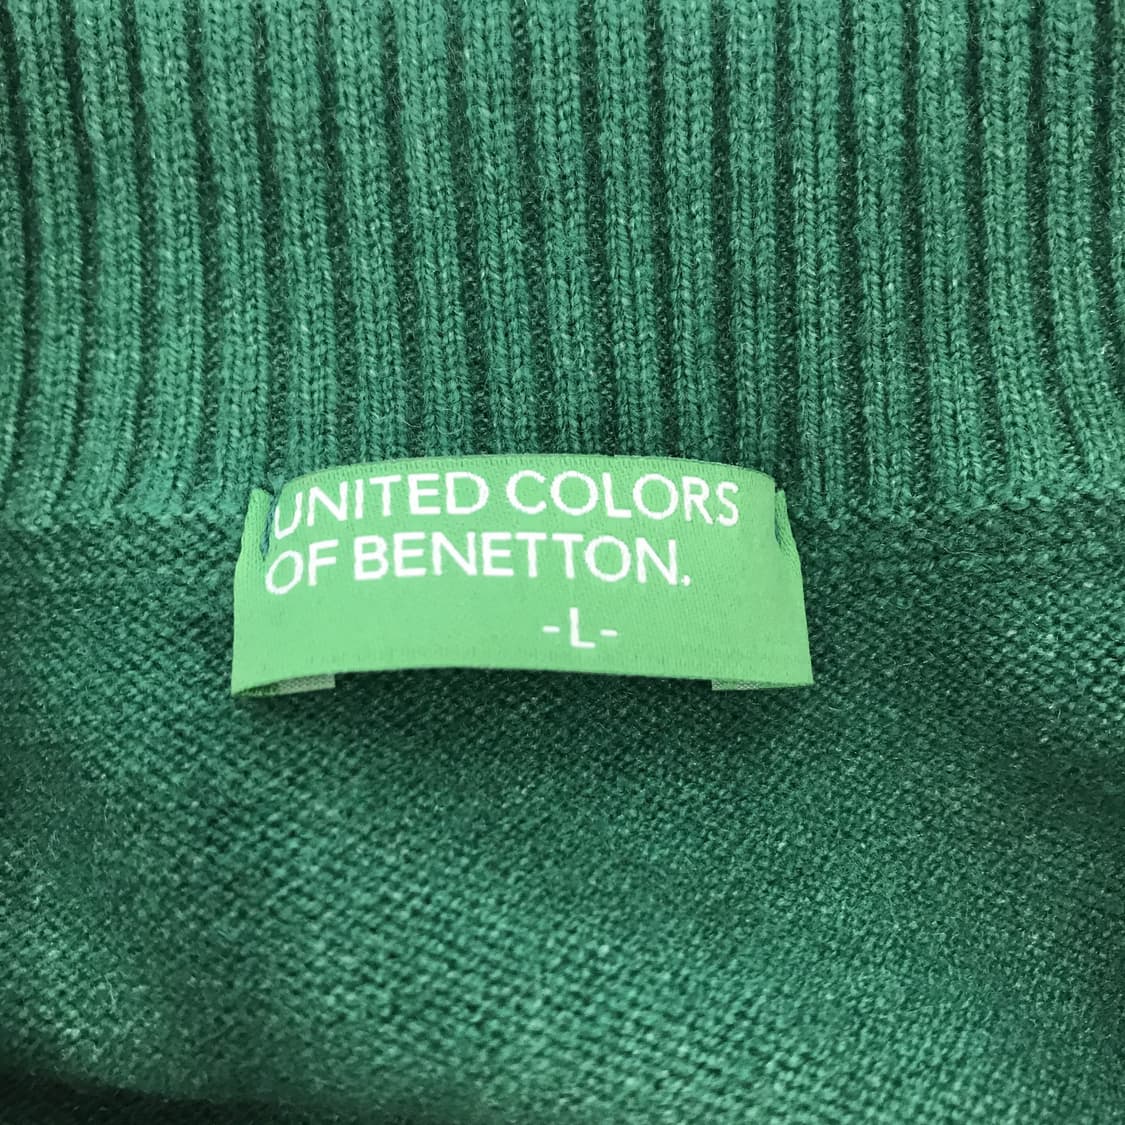 UNITED COLORS
OF BENETTON.
-L-